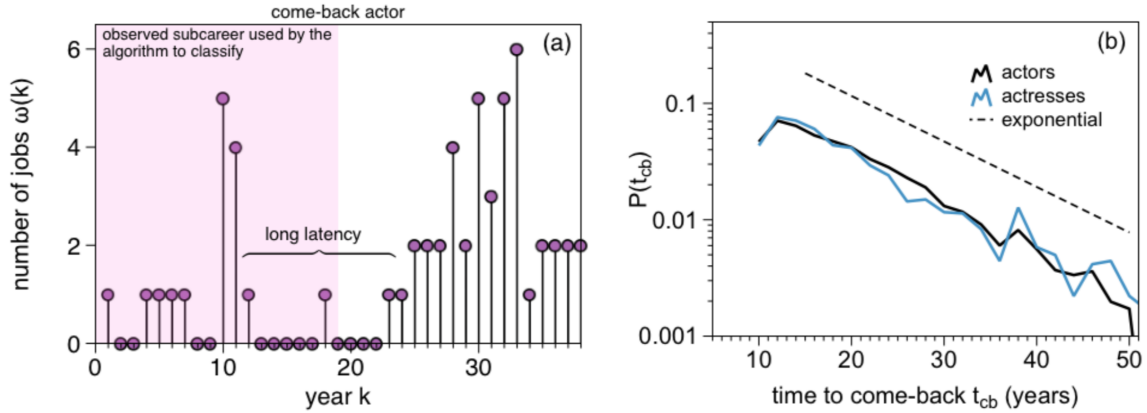 come-back actor
observed subcareer used by the
algorithm to classify
(a)
6
4
2
0
number of jobs ω(k)
long latency
0 10 20 30
year k
(b)
actors
actresses
exponential
0.1
0.01
0.001
P(t_cb)
10 20 30 40 50
time to come-back t_cb (years)